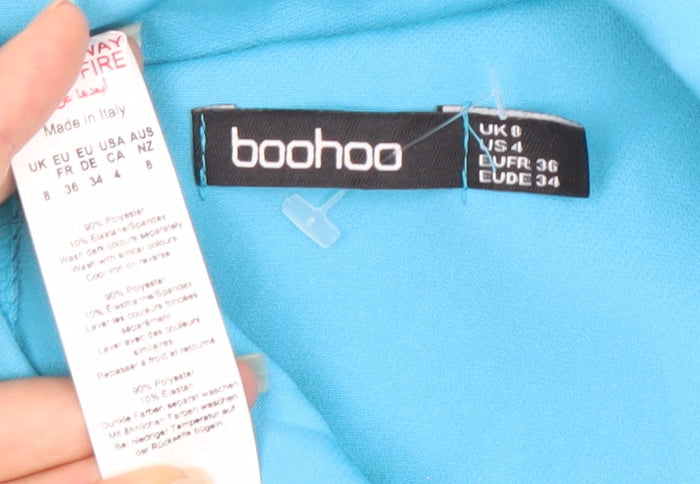 WAY
FIRE
Made in Italy
UK EU EU USA AUS
FR DE CA NZ
8 36 34 4 8
90% Polyester
10% Elastane/Spandex
Wash dark colours separately
Wash with similar colours
Cool iron on reverse
90% Polyester
10% Elasthanne/Spandex
Laver les couleurs foncées
séparément
Laver avec des couleurs
similaires
Repasser à froid et retourné
90% Polyester
10% Elastan
Dunkle Farben separat waschen
Mit ähnlichen Farben waschen
Bei niedriger Temperatur auf
der Rückseite bügeln
boohoo
UK 8
US 4
EUFR 36
EUDE 34